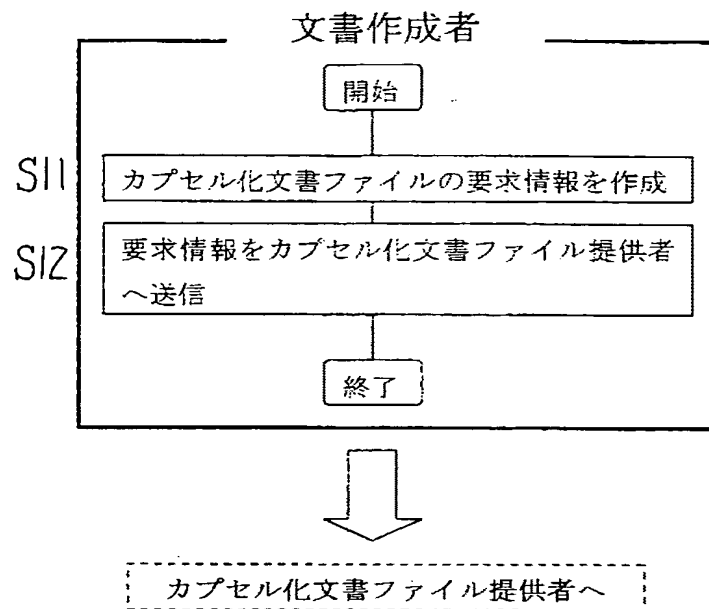 文書作成者
開始
S11
カプセル化文書ファイルの要求情報を作成
S12
要求情報をカプセル化文書ファイル提供者
へ送信
終了
カプセル化文書ファイル提供者へ